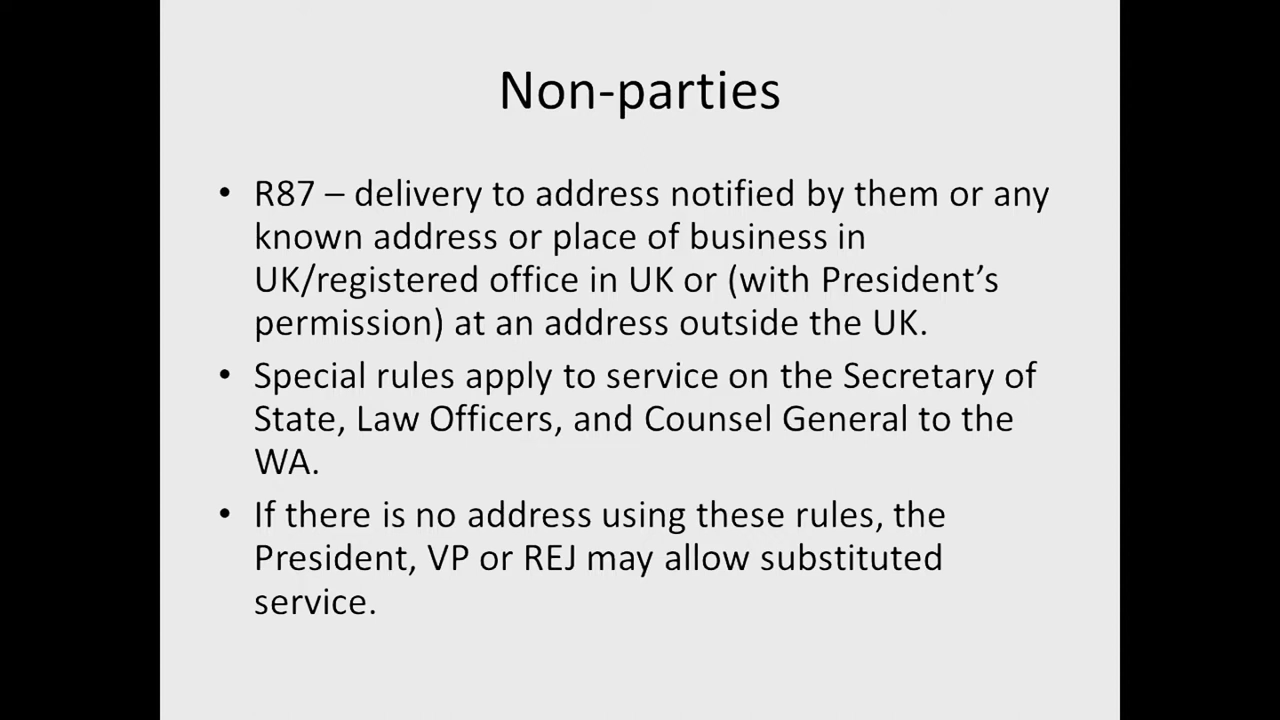 Non-parties
• R87 – delivery to address notified by them or any
known address or place of business in
UK/registered office in UK or (with President’s
permission) at an address outside the UK.
• Special rules apply to service on the Secretary of
State, Law Officers, and Counsel General to the
WA.
• If there is no address using these rules, the
President, VP or REJ may allow substituted
service.